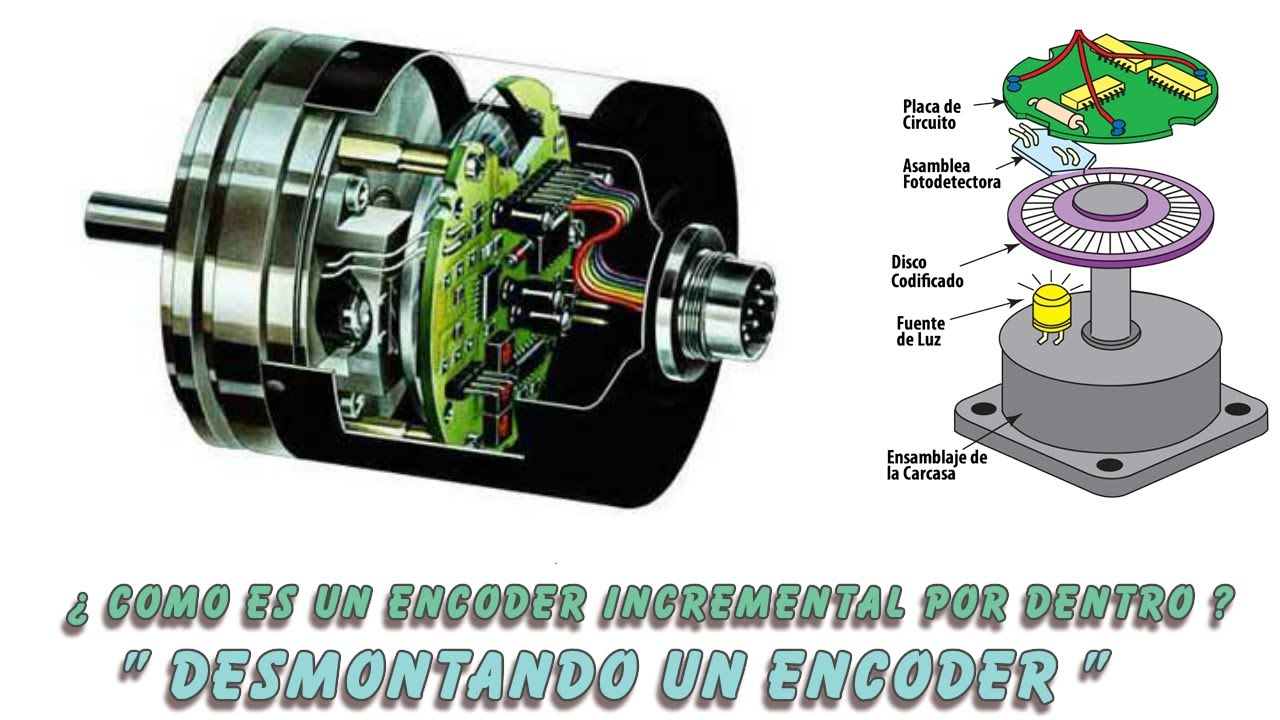 Placa de
Circuito
Asamblea
Fotodetectora
Disco
Codificado
Fuente
de Luz
Ensamblaje de
la Carcasa
¿ COMO ES UN ENCODER INCREMENTAL POR DENTRO ?
" DESMONTANDO UN ENCODER "